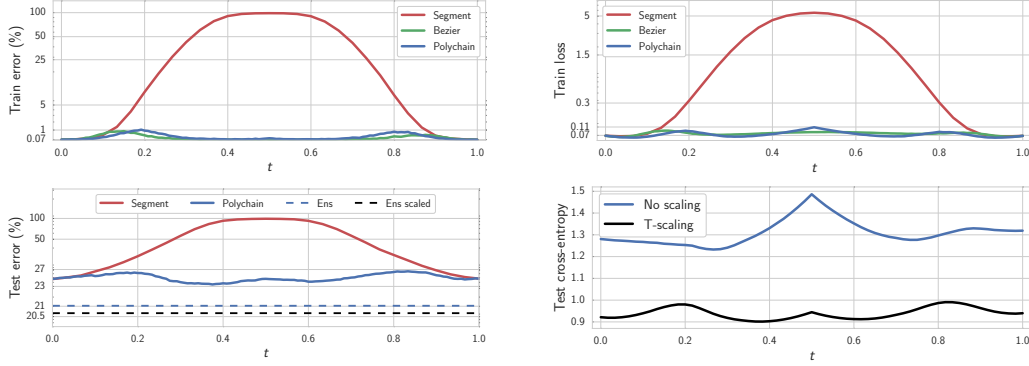 Train error (%)
100
50
25
5
1
0.07
Segment
Bezier
Polychain
0.0 0.2 0.4 0.6 0.8 1.0
t
Train loss
5
1.5
0.3
0.11
0.07
Segment
Bezier
Polychain
0.0 0.2 0.4 0.6 0.8 1.0
t
Test error (%)
100
50
27
23
21
20.5
Segment Polychain Ens Ens scaled
0.0 0.2 0.4 0.6 0.8 1.0
t
Test cross-entropy
1.5
1.4
1.3
1.2
1.1
1.0
0.9
No scaling
T-scaling
0.0 0.2 0.4 0.6 0.8 1.0
t